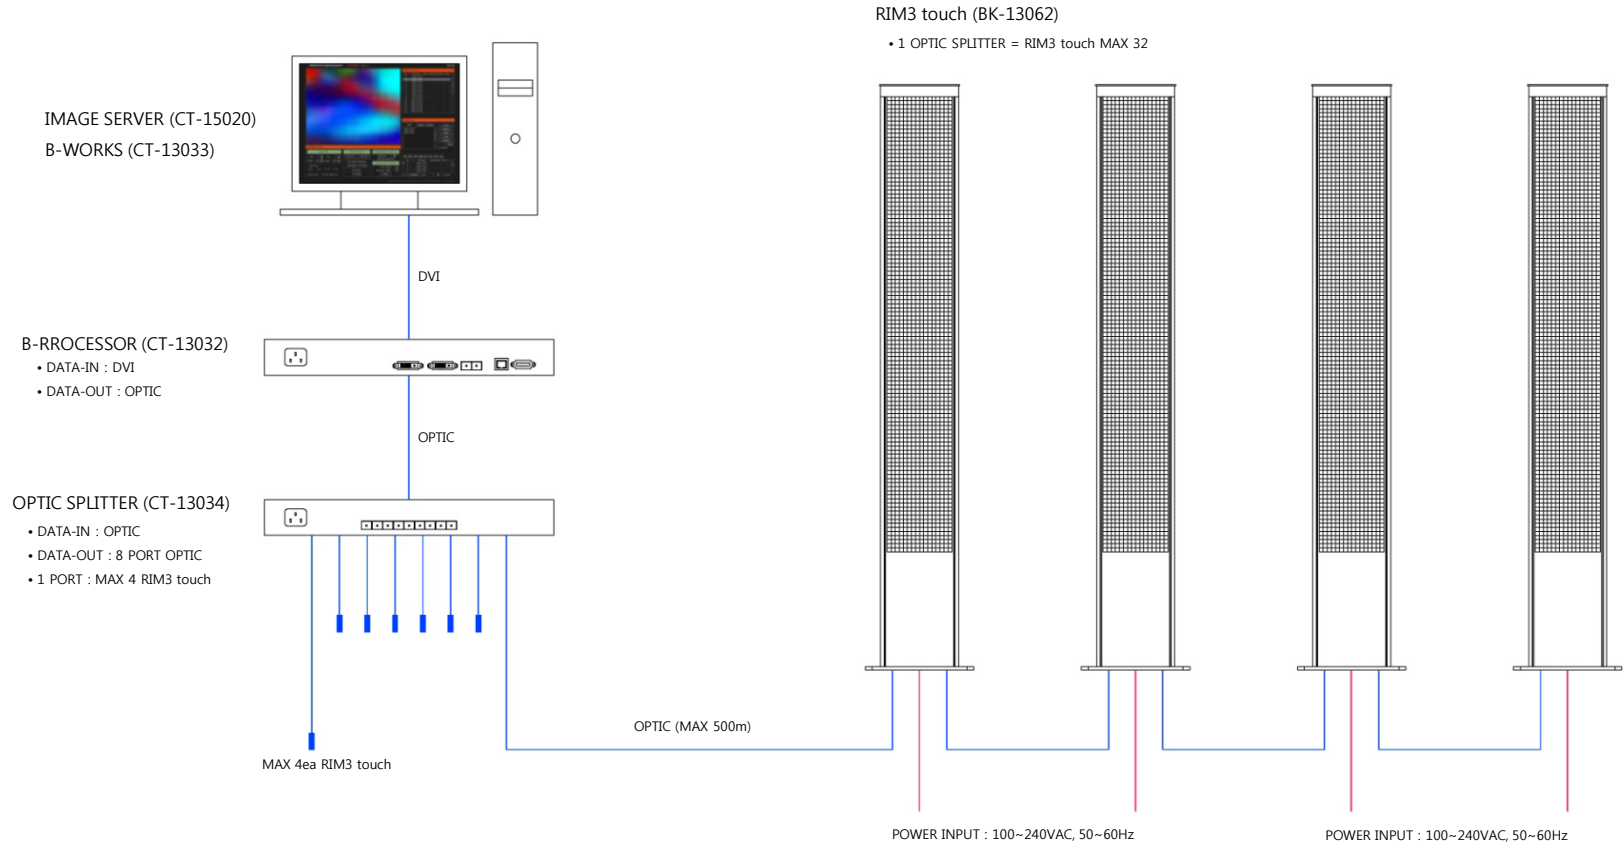 RIM3 touch (BK-13062)
• 1 OPTIC SPLITTER = RIM3 touch MAX 32
IMAGE SERVER (CT-15020)
B-WORKS (CT-13033)
DVI
B-RROCESSOR (CT-13032)
• DATA-IN : DVI
• DATA-OUT : OPTIC
OPTIC
OPTIC SPLITTER (CT-13034)
• DATA-IN : OPTIC
• DATA-OUT : 8 PORT OPTIC
• 1 PORT : MAX 4 RIM3 touch
OPTIC (MAX 500m)
MAX 4ea RIM3 touch
POWER INPUT : 100~240VAC, 50~60Hz
POWER INPUT : 100~240VAC, 50~60Hz